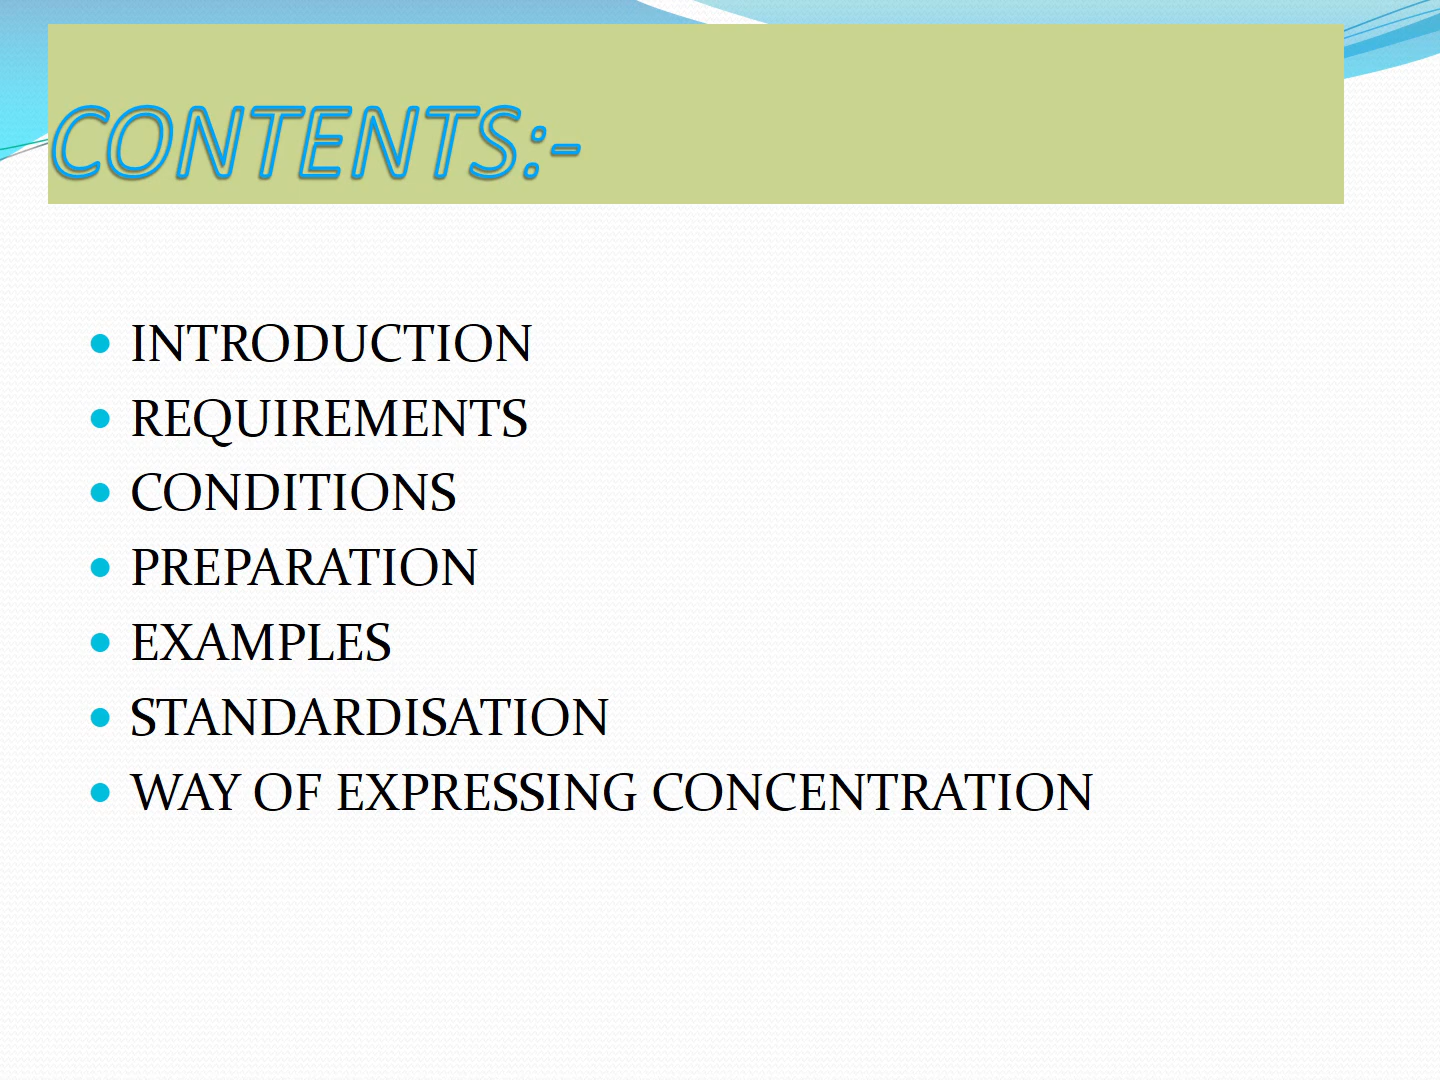 CONTENTS:-
• INTRODUCTION
• REQUIREMENTS
• CONDITIONS
• PREPARATION
• EXAMPLES
• STANDARDISATION
• WAY OF EXPRESSING CONCENTRATION